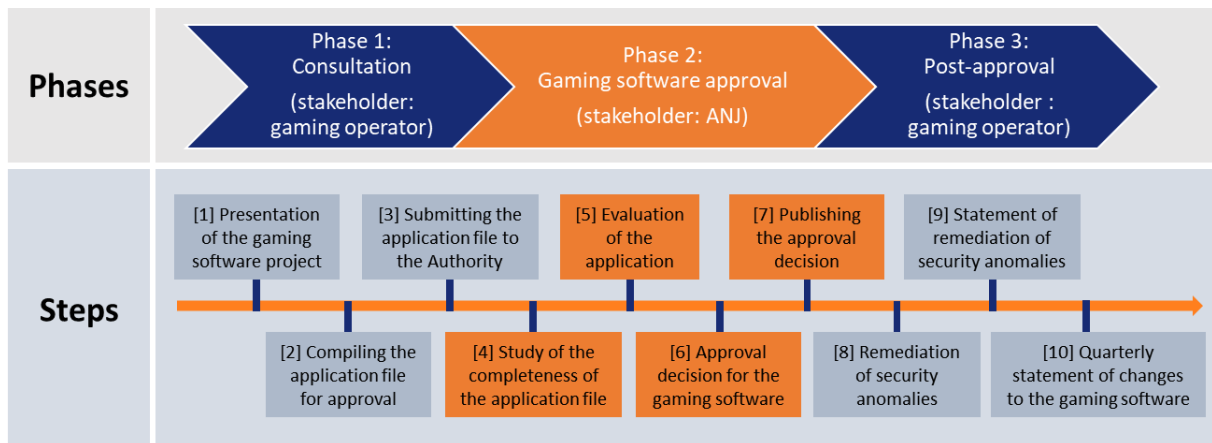 Phases
Phase 1:
Consultation
(stakeholder:
gaming operator)
Phase 2:
Gaming software approval
(stakeholder: ANJ)
Phase 3:
Post-approval
(stakeholder :
gaming operator)
Steps
[1] Presentation
of the gaming
software project
[2] Compiling the
application file
for approval
[3] Submitting the
application file to
the Authority
[4] Study of the
completeness of
the application file
[5] Evaluation
of the
application
[6] Approval
decision for the
gaming software
[7] Publishing
the approval
decision
[8] Remediation
of security
anomalies
[9] Statement of
remediation of
security anomalies
[10] Quarterly
statement of changes
to the gaming software